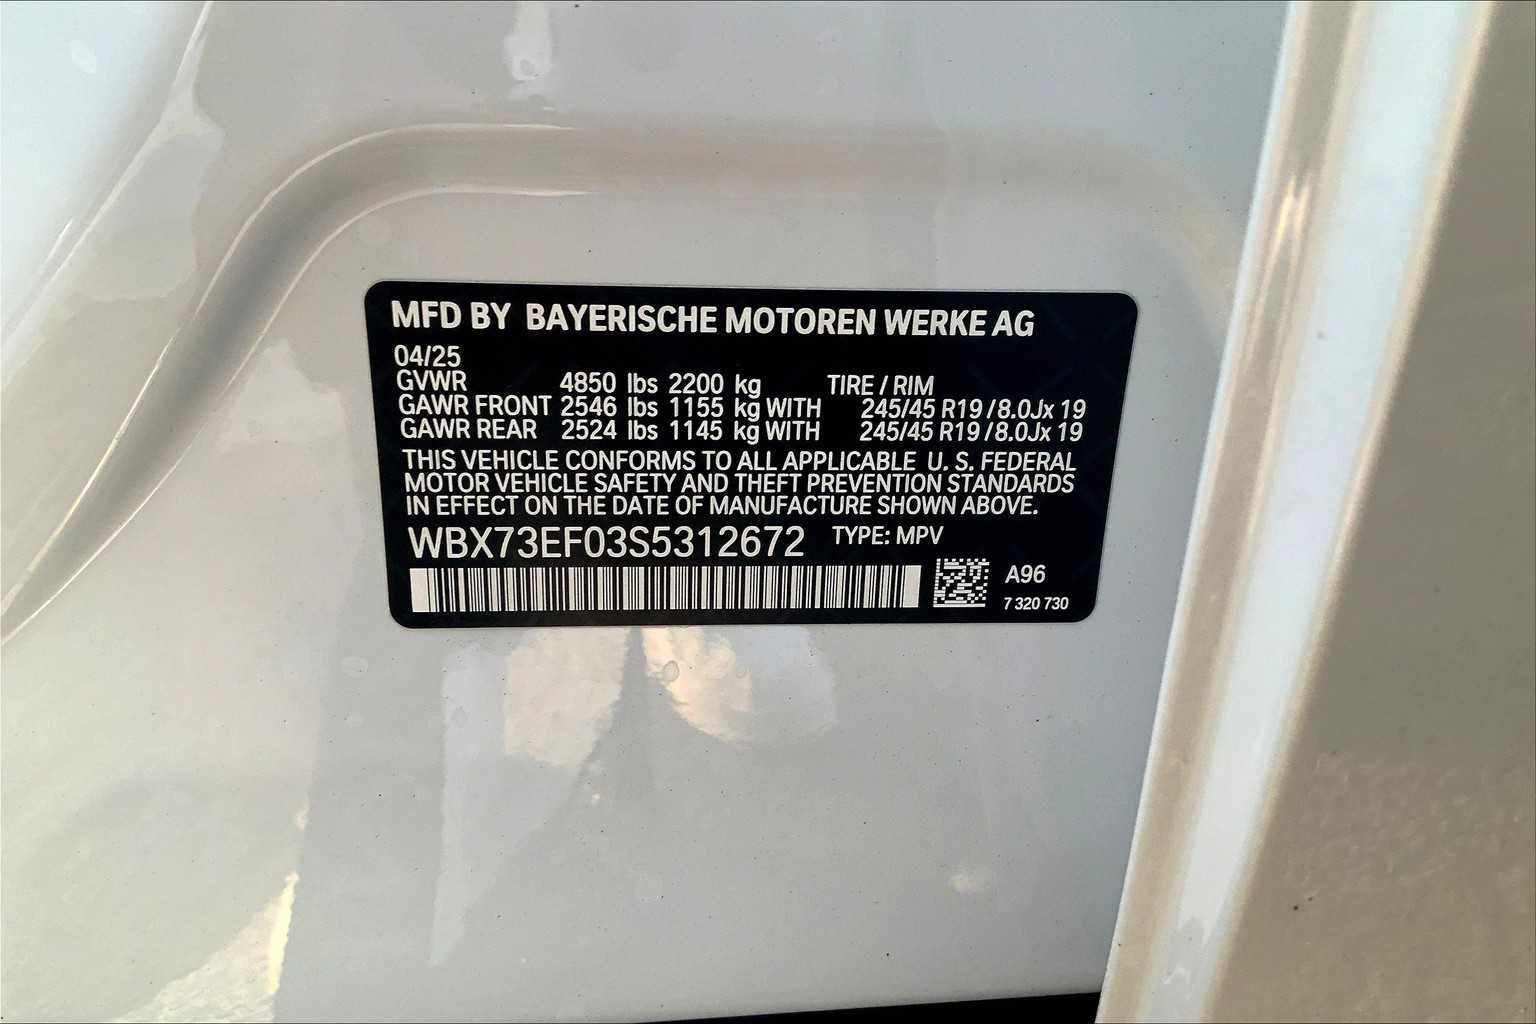 MFD BY BAYERISCHE MOTOREN WERKE AG
04/25
GVWR 4850 lbs 2200 kg TIRE / RIM
GAWR FRONT 2546 lbs 1155 kg WITH 245/45 R19 / 8.0Jx 19
GAWR REAR 2524 lbs 1145 kg WITH 245/45 R19 / 8.0Jx 19
THIS VEHICLE CONFORMS TO ALL APPLICABLE U. S. FEDERAL
MOTOR VEHICLE SAFETY AND THEFT PREVENTION STANDARDS
IN EFFECT ON THE DATE OF MANUFACTURE SHOWN ABOVE.
WBX73EF03S5312672 TYPE: MPV
A96
7 320 730